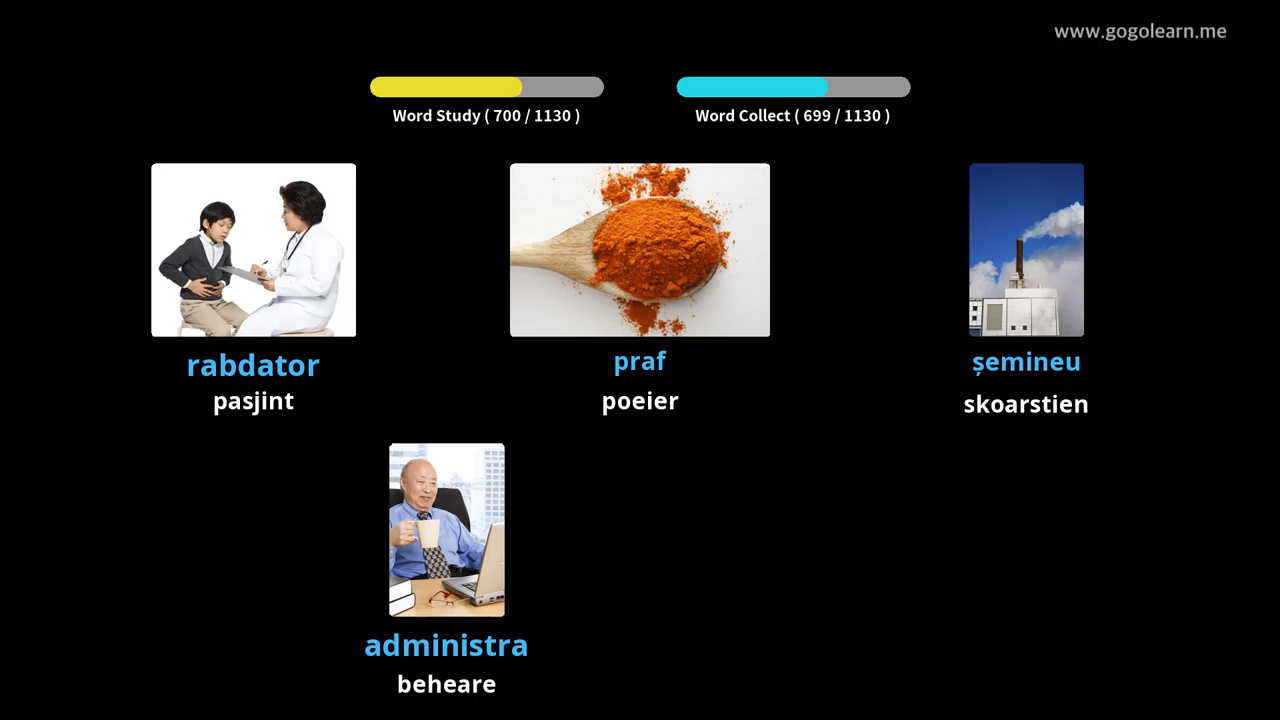 www.gogolearn.me
Word Study ( 700 / 1130 )
Word Collect ( 699 / 1130 )
rabdator
praf
șemineu
pasjint
poeier
skoarstien
administra
beheare